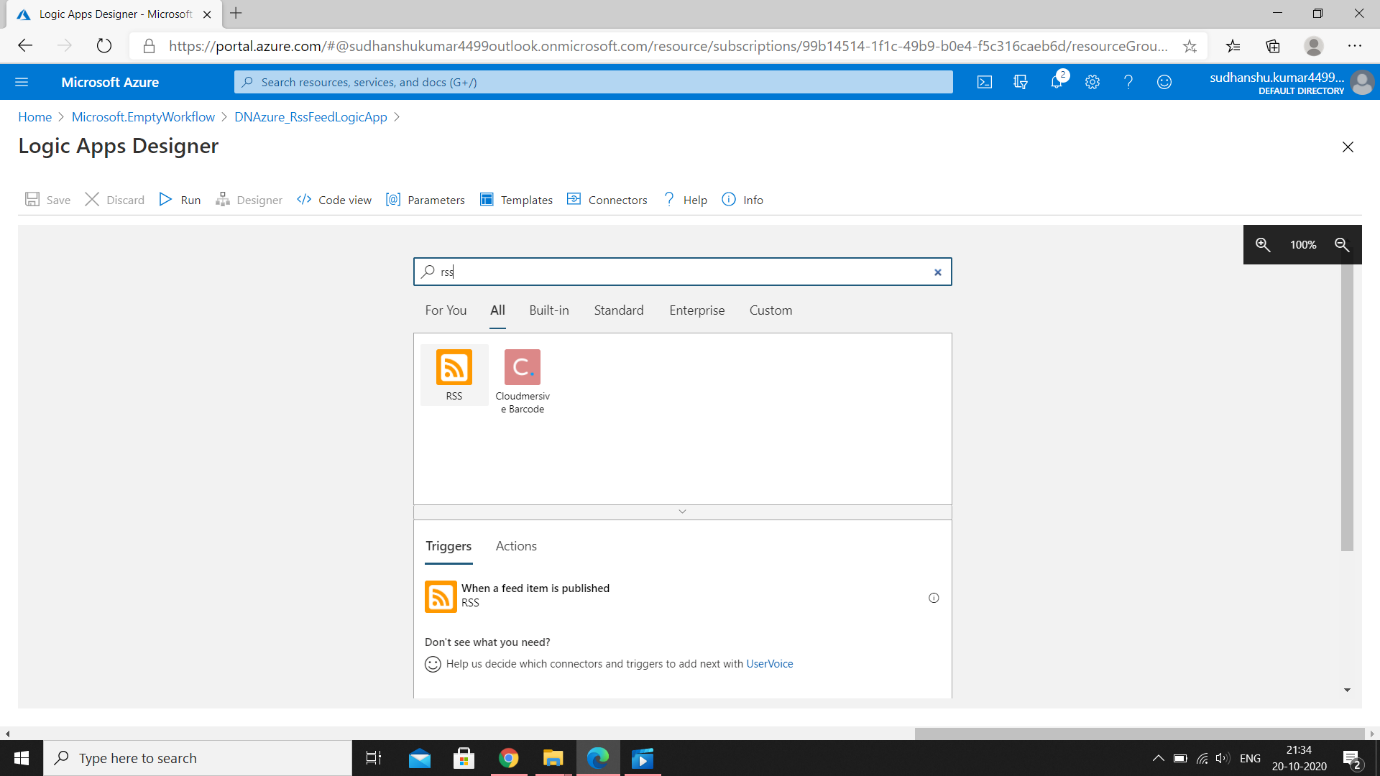 Logic Apps Designer - Microsoft
https://portal.azure.com/#@sudhanshukumar4499outlook.onmicrosoft.com/resource/subscriptions/99b14514-1f1c-49b9-b0e4-f5c316caeb6d/resourceGrou...
Microsoft Azure
Search resources, services, and docs (G+/)
2
sudhanshu.kumar4499...
DEFAULT DIRECTORY
Home > Microsoft.EmptyWorkflow > DNAzure_RssFeedLogicApp >
Logic Apps Designer
Save Discard Run Designer Code view Parameters Templates Connectors Help Info
100%
rss
For You All Built-in Standard Enterprise Custom
C.
RSS Cloudmersiv
e Barcode
Triggers Actions
When a feed item is published
RSS
Don't see what you need?
Help us decide which connectors and triggers to add next with UserVoice
Type here to search
ENG
21:34
20-10-2020
2